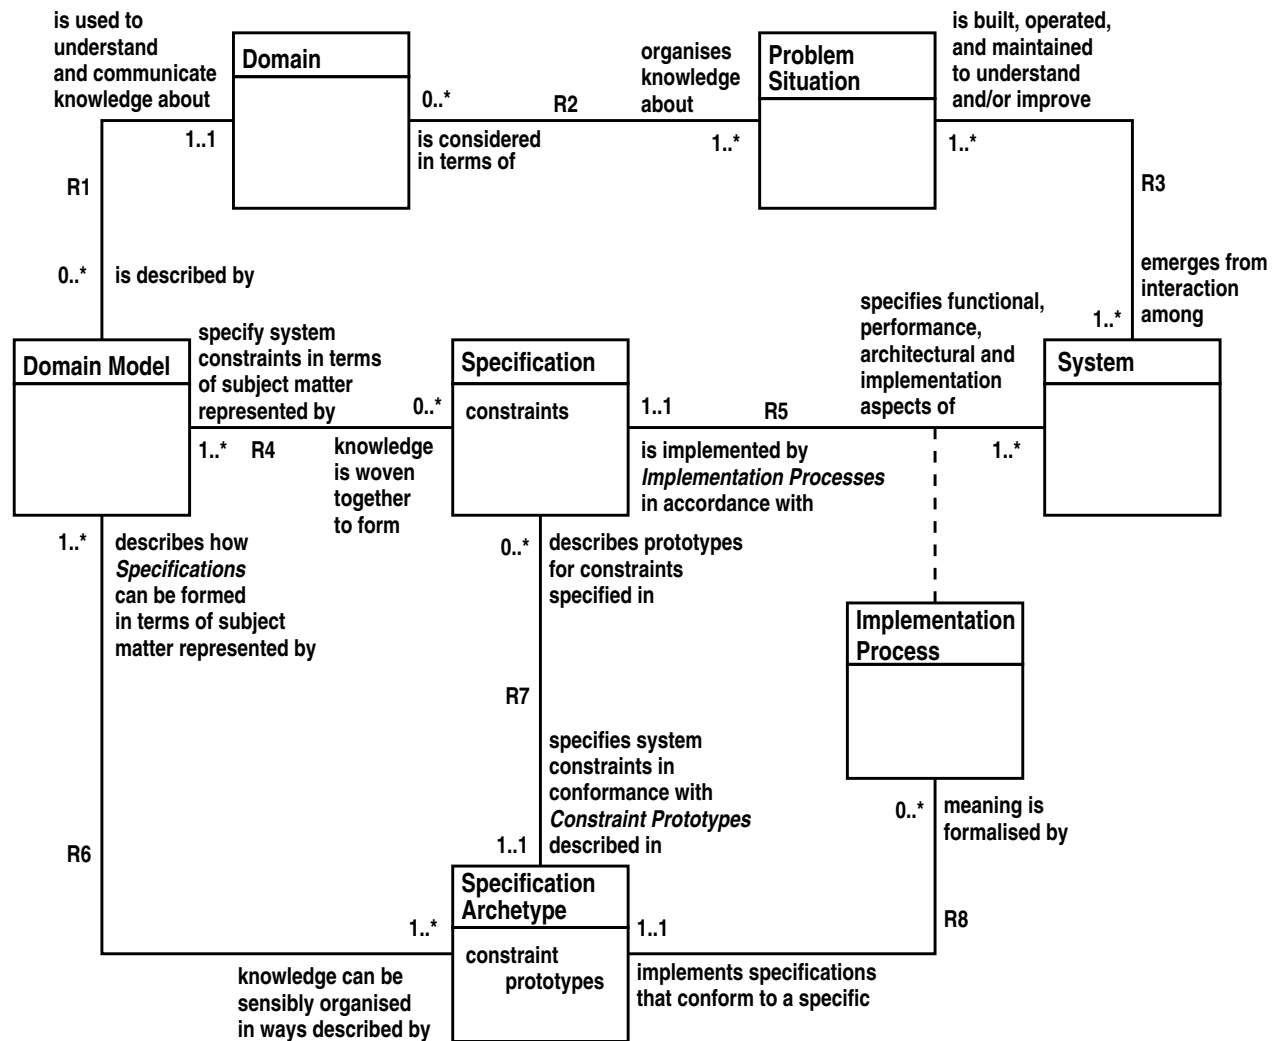 is used to
understand
and communicate
knowledge about
Domain
0..*
R2
organises
knowledge
about
Problem
Situation
is built, operated,
and maintained
to understand
and/or improve
1..1
is considered
in terms of
1..*
1..*
R1
R3
0..*
is described by
emerges from
interaction
among
1..*
Domain Model
specify system
constraints in terms
of subject matter
represented by
0..*
Specification
constraints
1..1
R5
specifies functional,
performance,
architectural and
implementation
aspects of
System
1..*
R4
knowledge
is woven
together
to form
is implemented by
Implementation Processes
in accordance with
1..*
1..*
describes how
Specifications
can be formed
in terms of subject
matter represented by
0..*
describes prototypes
for constraints
specified in
Implementation
Process
R7
specifies system
constraints in
conformance with
Constraint Prototypes
described in
1..1
0..*
meaning is
formalised by
R6
Specification
Archetype
constraint
prototypes
1..*
1..1
R8
knowledge can be
sensibly organised
in ways described by
implements specifications
that conform to a specific